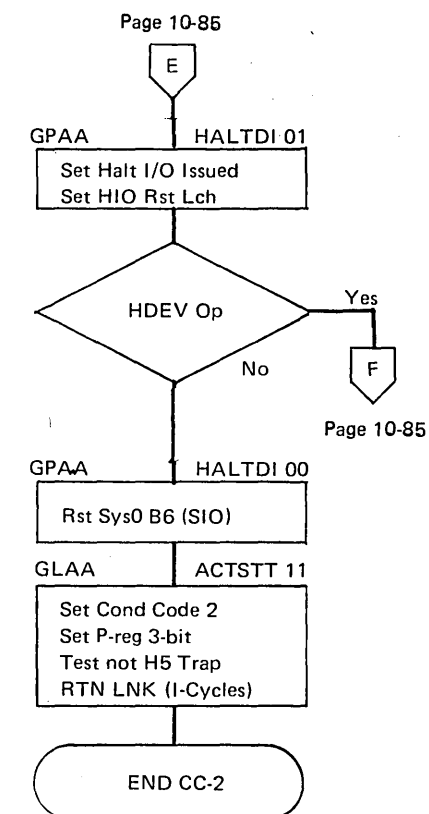 Page 10-85
E
GPAA HALTDI 01
Set Halt I/O Issued
Set HIO Rst Lch
HDEV Op
Yes
No
F
Page 10-85
GPAA HALTDI 00
Rst Sys0 B6 (SIO)
GLAA ACTSTT 11
Set Cond Code 2
Set P-reg 3-bit
Test not H5 Trap
RTN LNK (I-Cycles)
END CC-2